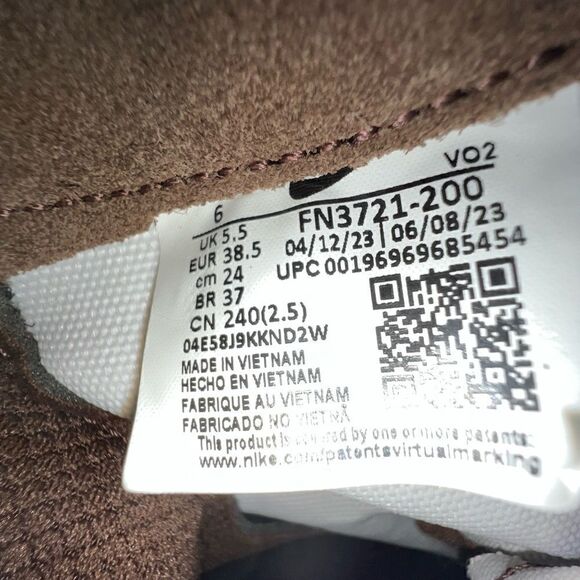 VO2
6
UK 5.5
EUR 38.5
cm 24
BR 37
CN 240(2.5)
04E58J9KKND2W
FN3721-200
04/12/23|06/08/23
UPC 00196969685454
MADE IN VIETNAM
HECHO EN VIETNAM
FABRIQUE AU VIETNAM
FABRICADO NO VIETNÃ
This product is covered by one or more patents:
www.nike.com/patentsvirtualmarking